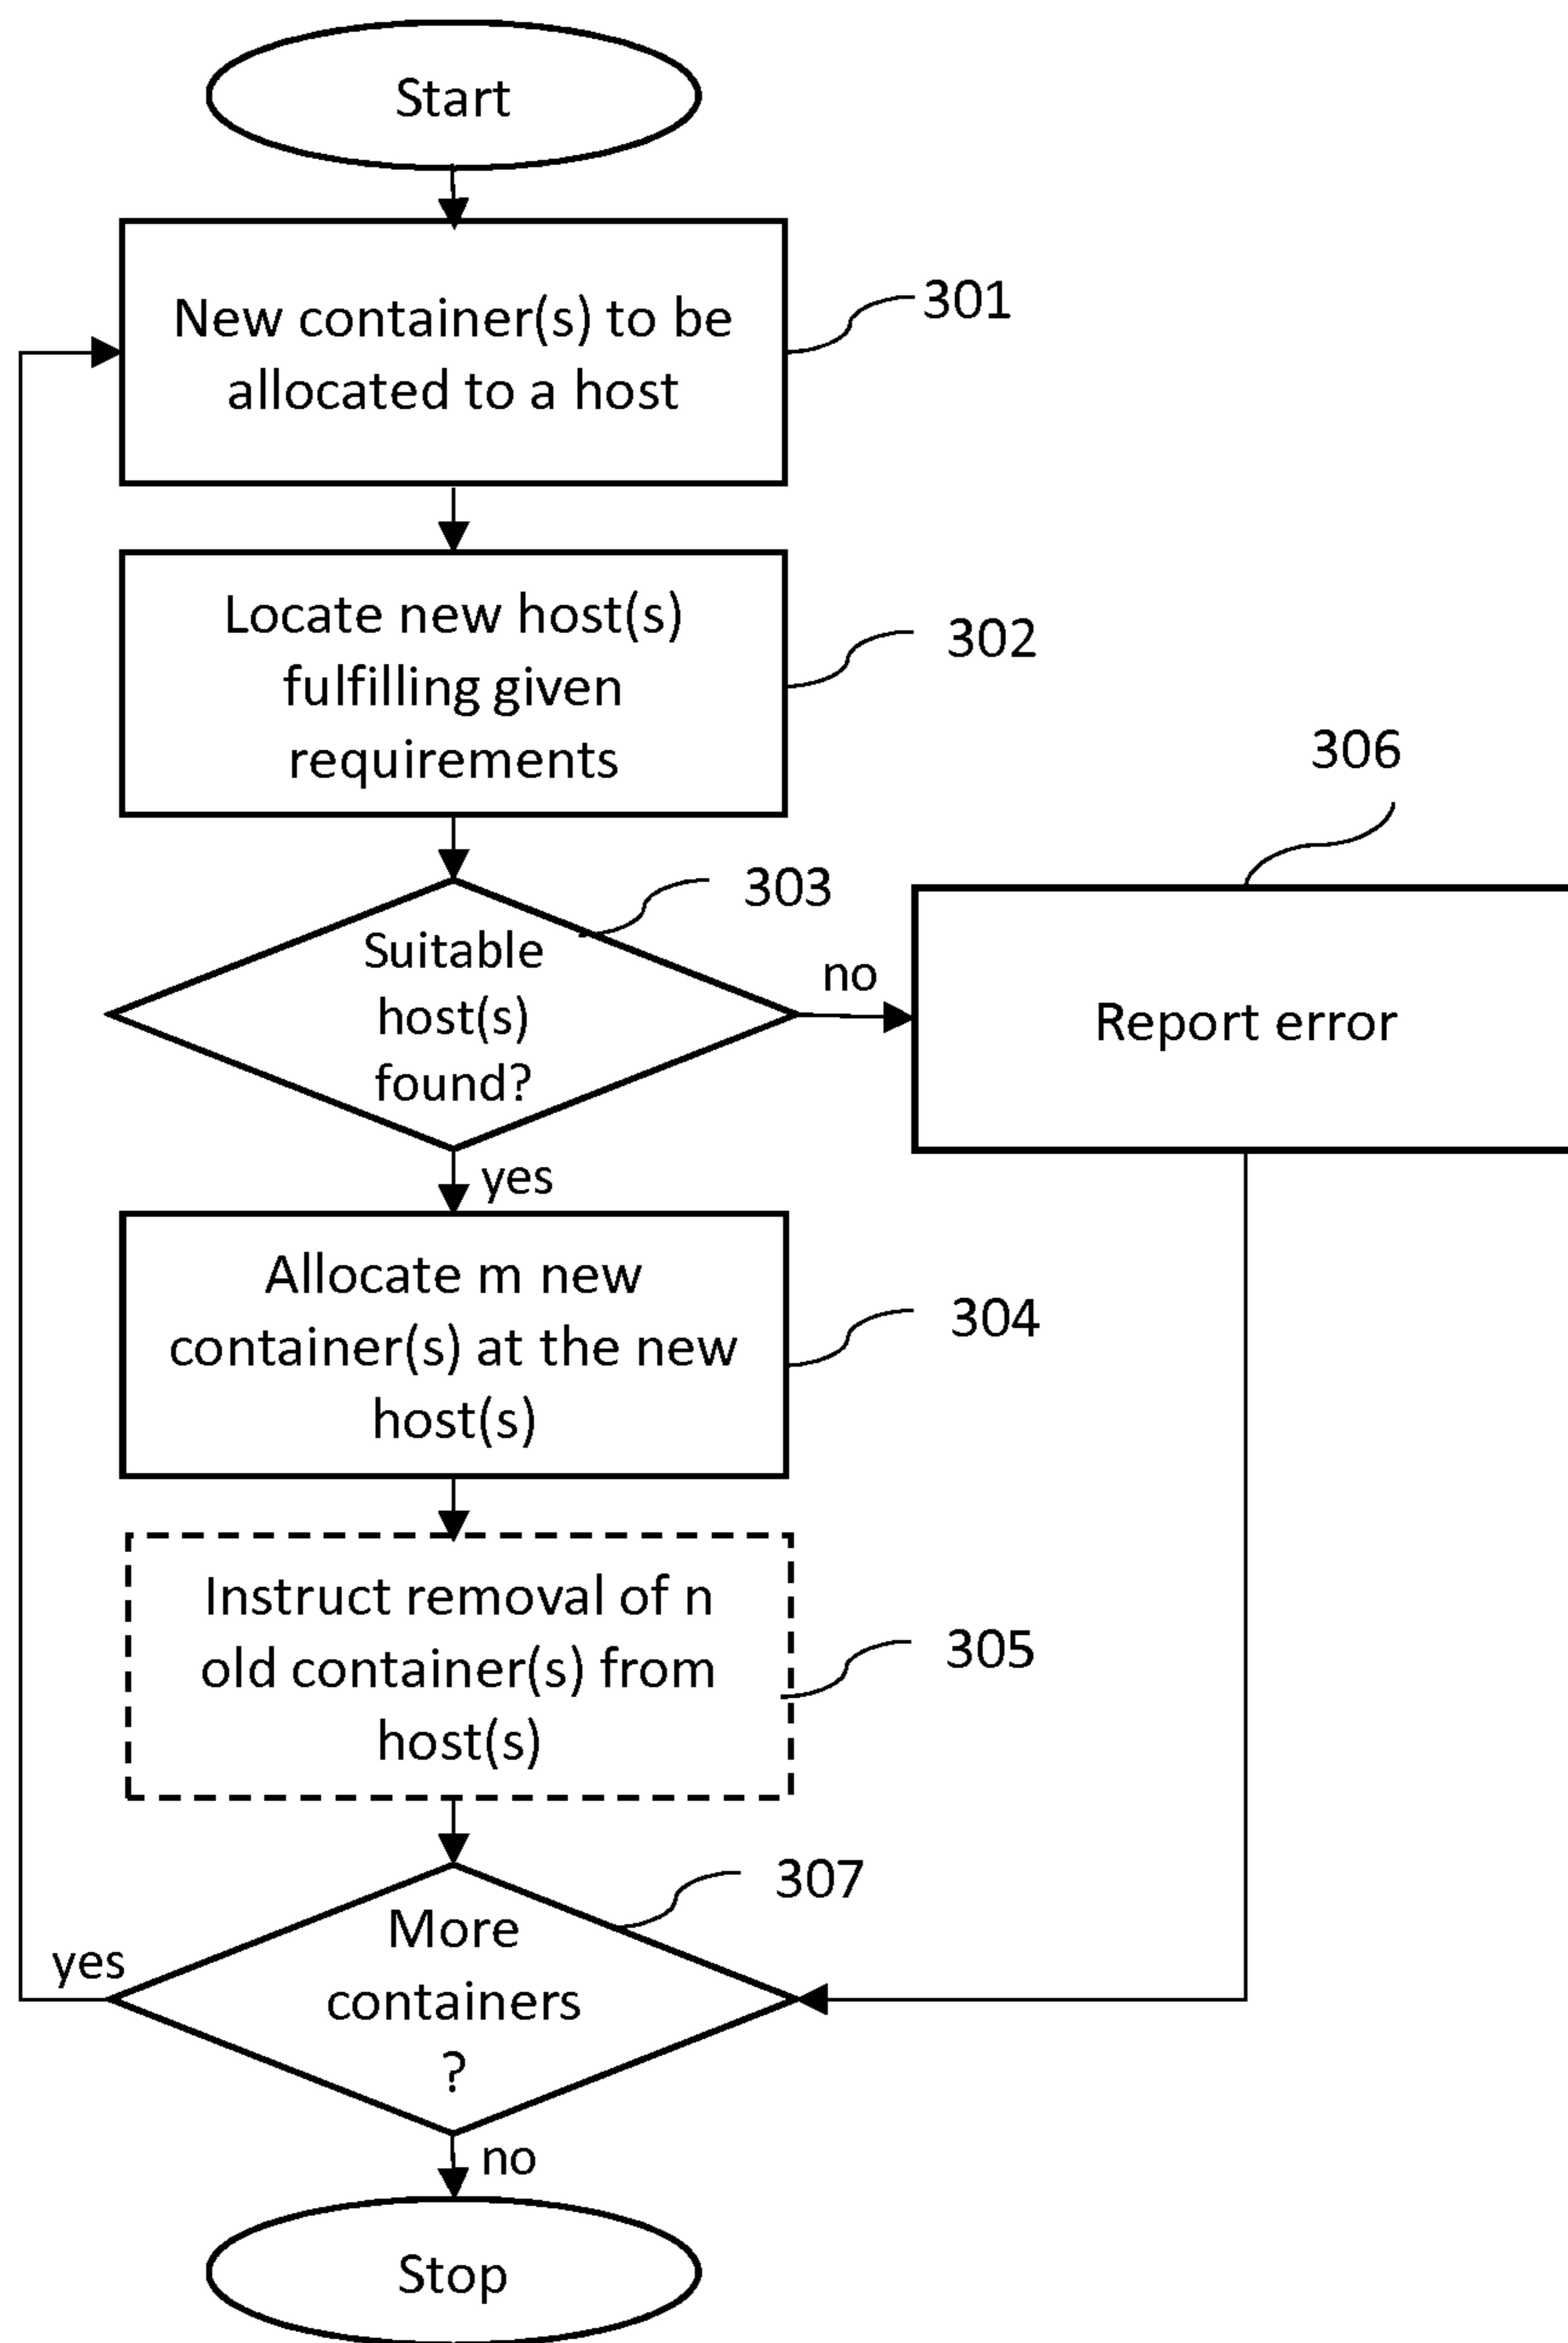 Start
New container(s) to be
allocated to a host
301
Locate new host(s)
fulfilling given
requirements
302
306
303
Suitable
host(s)
found?
no
Report error
yes
Allocate m new
container(s) at the new
host(s)
304
Instruct removal of n
old container(s) from
host(s)
305
307
More
containers
?
yes
no
Stop